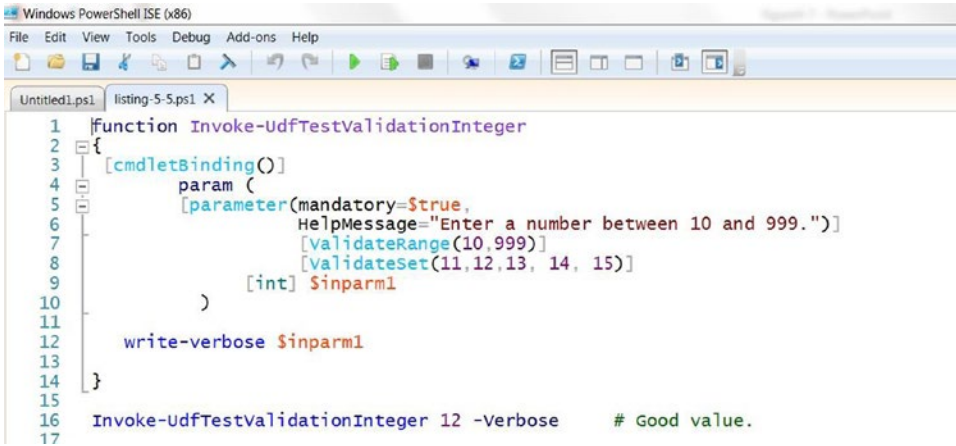 Windows PowerShell ISE (x86)
File Edit View Tools Debug Add-ons Help
Untitled1.ps1 listing-5-5.ps1 X
1 function Invoke-UdfTestValidationInteger
2 {
3 [cmdletBinding()]
4 param (
5 [parameter(mandatory=$true,
6 HelpMessage="Enter a number between 10 and 999.")]
7 [ValidateRange(10,999)]
8 [ValidateSet(11,12,13, 14, 15)]
9 [int] $inparm1
10 )
11
12 write-verbose $inparm1
13
14 }
15
16 Invoke-UdfTestValidationInteger 12 -Verbose # Good value.
17